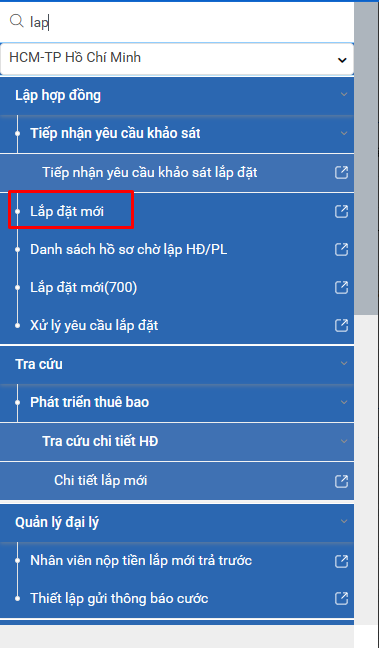 lap
HCM-TP Hồ Chí Minh
Lập hợp đồng
Tiếp nhận yêu cầu khảo sát
Tiếp nhận yêu cầu khảo sát lắp đặt
Lắp đặt mới
Danh sách hồ sơ chờ lập HĐ/PL
Lắp đặt mới(700)
Xử lý yêu cầu lắp đặt
Tra cứu
Phát triển thuê bao
Tra cứu chi tiết HĐ
Chi tiết lắp mới
Quản lý đại lý
Nhân viên nộp tiền lắp mới trả trước
Thiết lập gửi thông báo cước